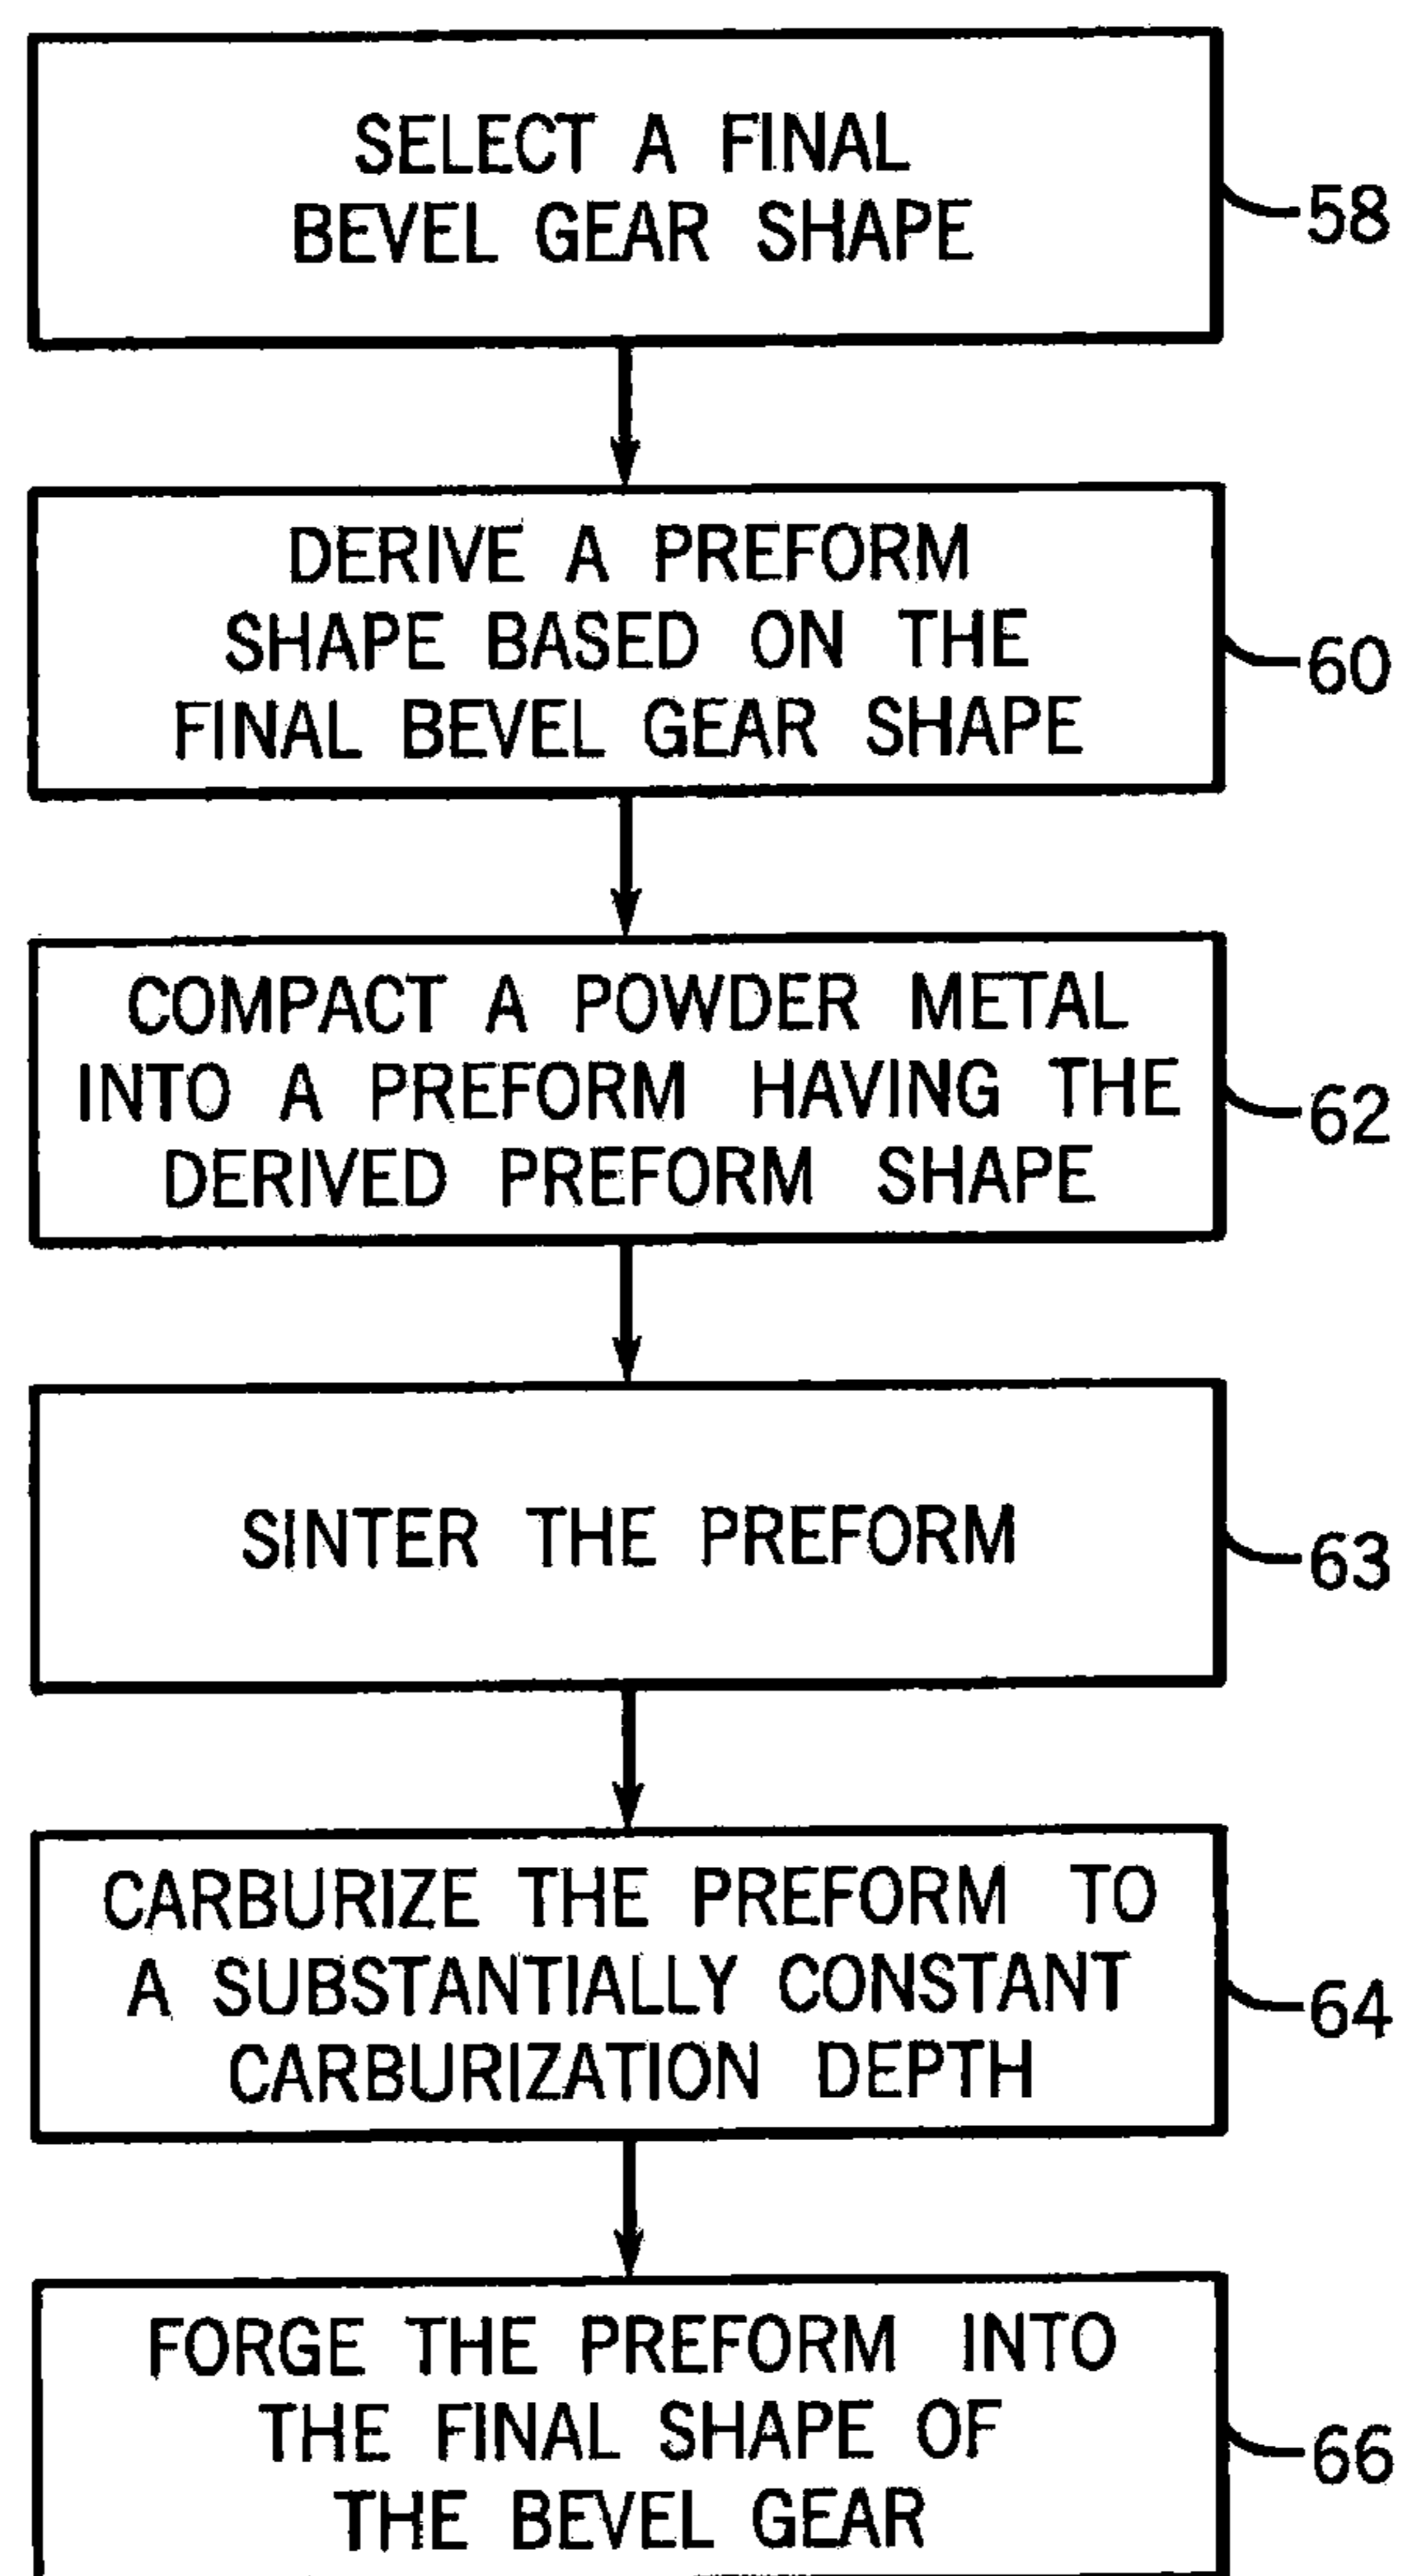 SELECT A FINAL
BEVEL GEAR SHAPE
58
DERIVE A PREFORM
SHAPE BASED ON THE
FINAL BEVEL GEAR SHAPE
60
COMPACT A POWDER METAL
INTO A PREFORM HAVING THE
DERIVED PREFORM SHAPE
62
SINTER THE PREFORM
63
CARBURIZE THE PREFORM TO
A SUBSTANTIALLY CONSTANT
CARBURIZATION DEPTH
64
FORGE THE PREFORM INTO
THE FINAL SHAPE OF
THE BEVEL GEAR
66